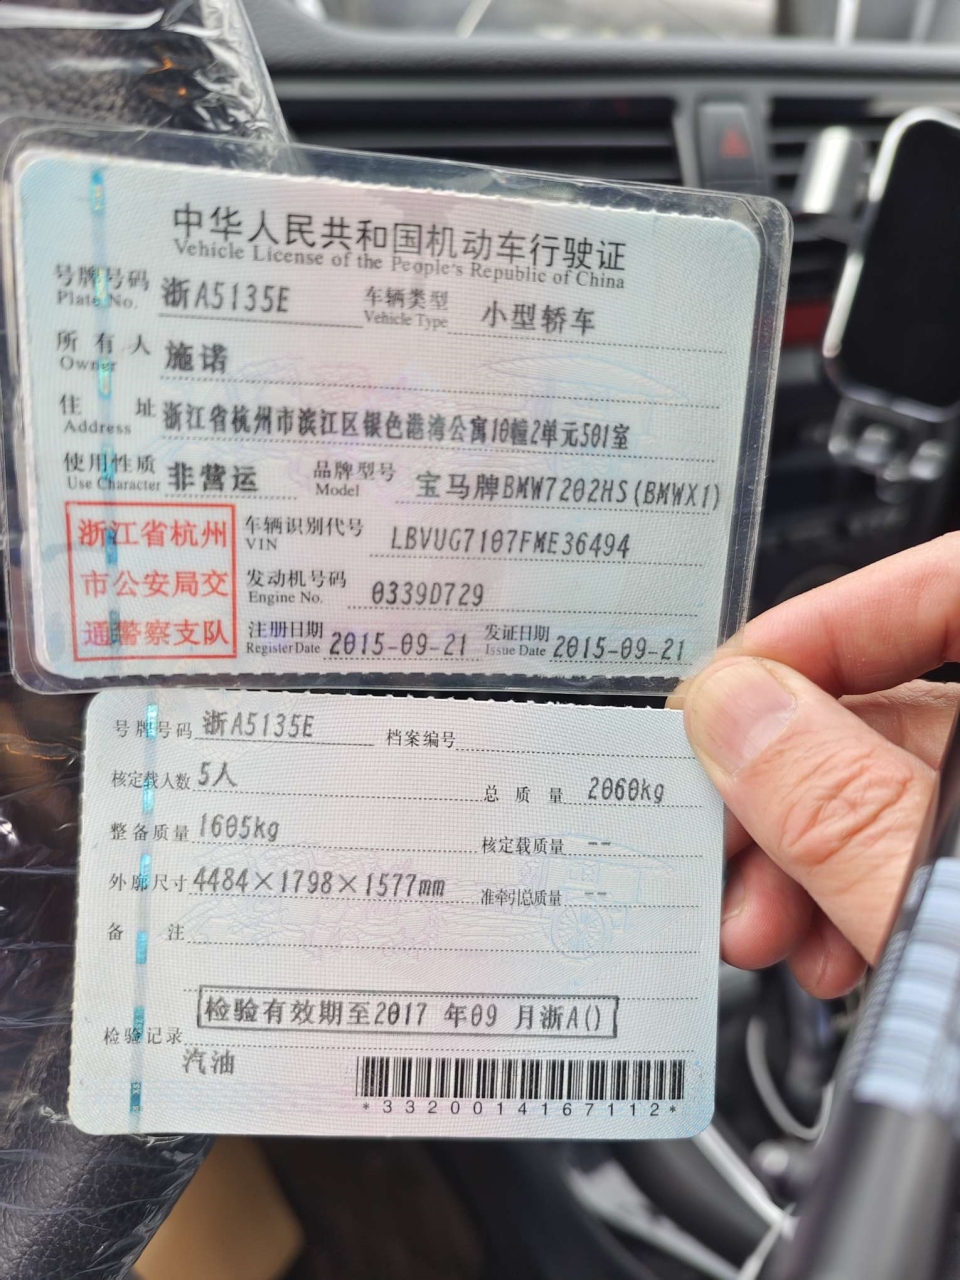 中华人民共和国机动车行驶证
Vehicle License of the People's Republic of China
号牌号码 浙A5135E 车辆类型 小型轿车
Plate No. Vehicle Type
所有人 施诺
Owner
住址 浙江省杭州市滨江区银色港湾公寓10幢2单元501室
Address
使用性质 非营运 品牌型号 宝马牌BMW7202HS(BMWX1)
Use Character Model
浙江省杭州
市公安局交
通警察支队
车辆识别代号 LBVUG7107FME36494
VIN
发动机号码 0339D729
Engine No.
注册日期 2015-09-21 发证日期 2015-09-21
Register Date Issue Date
号牌号码 浙A5135E 档案编号
核定载人数 5人 总质量 2060kg
整备质量 1605kg 核定载质量 --
外廓尺寸 4484×1798×1577mm 准牵引总质量 --
备注
检验有效期至2017 年09 月浙A()
检验记录
汽油
*3320014167112*